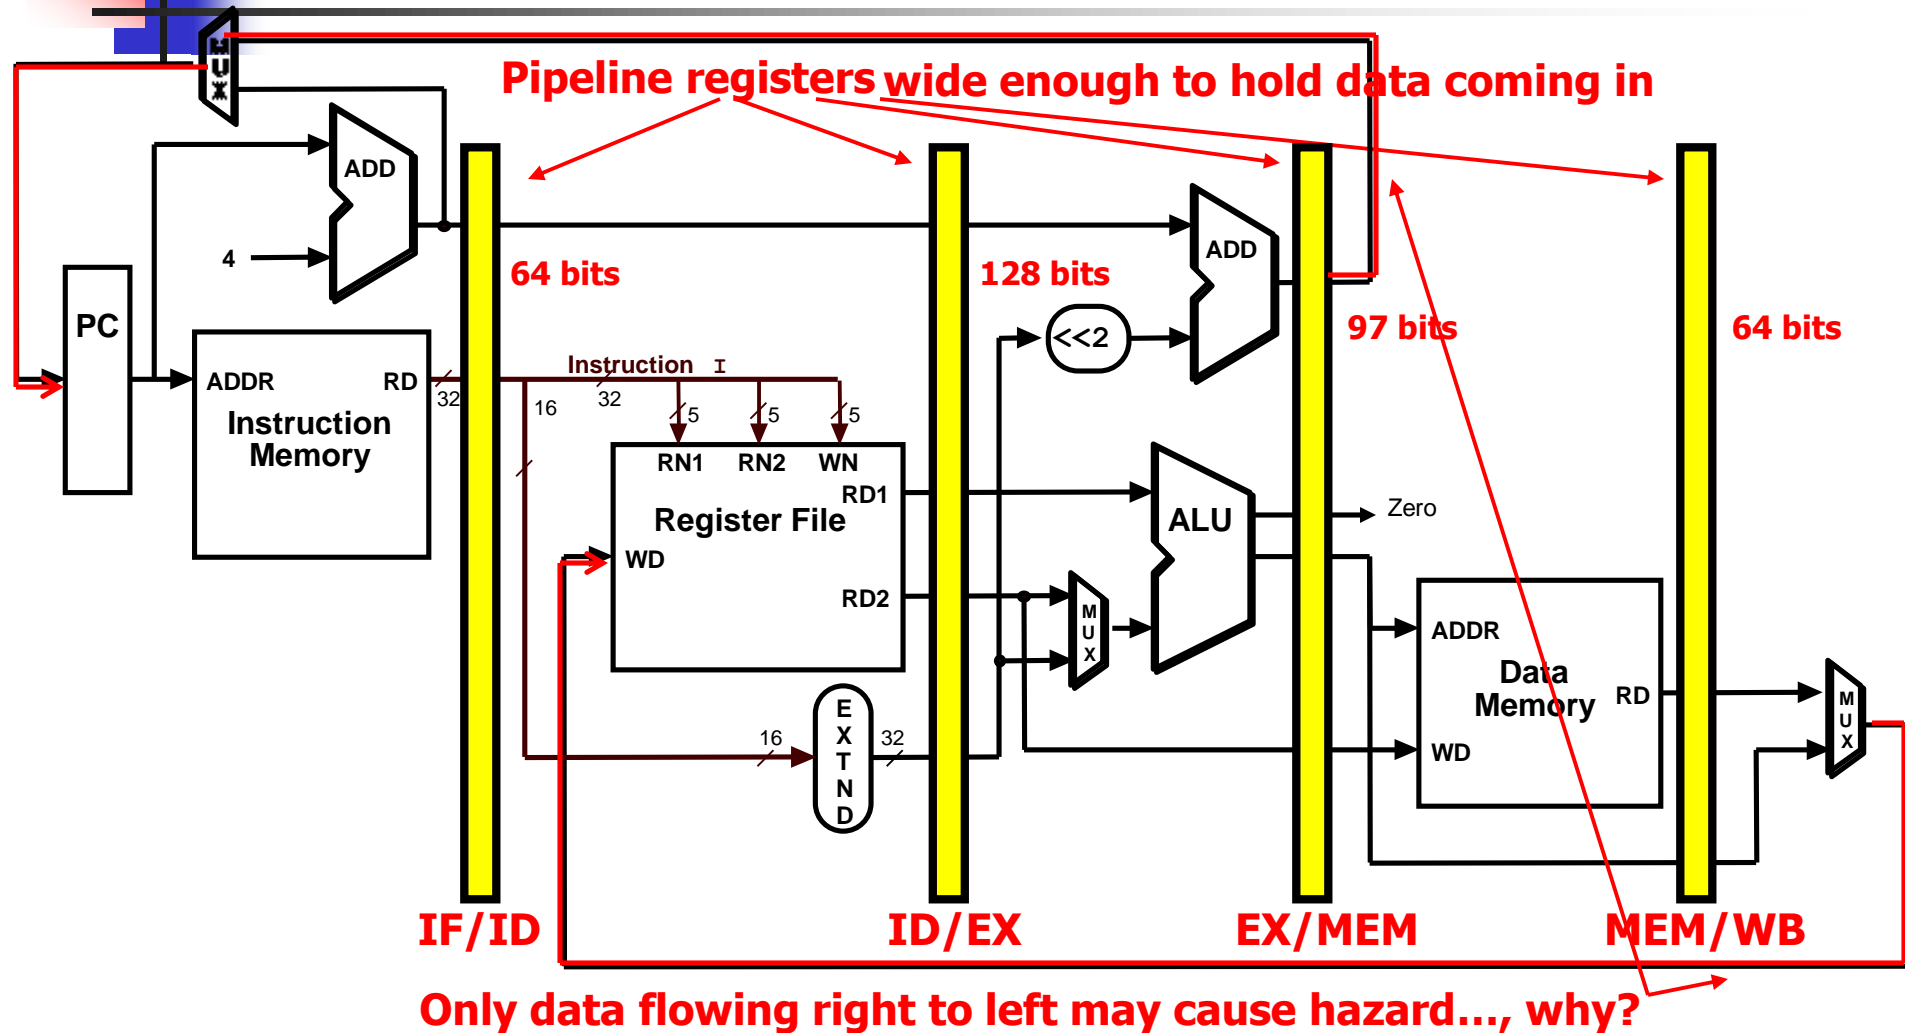 MUX
Pipeline registers wide enough to hold data coming in
ADD
4
64 bits
128 bits
ADD
<<2
97 bits
64 bits
PC
ADDR
RD
32
Instruction Memory
Instruction I
16
32
5
5
5
RN1
RN2
WN
RD1
Register File
WD
RD2
ALU
Zero
MUX
ADDR
Data Memory
RD
WD
MUX
16
EXTND
32
IF/ID
ID/EX
EX/MEM
MEM/WB
Only data flowing right to left may cause hazard…, why?